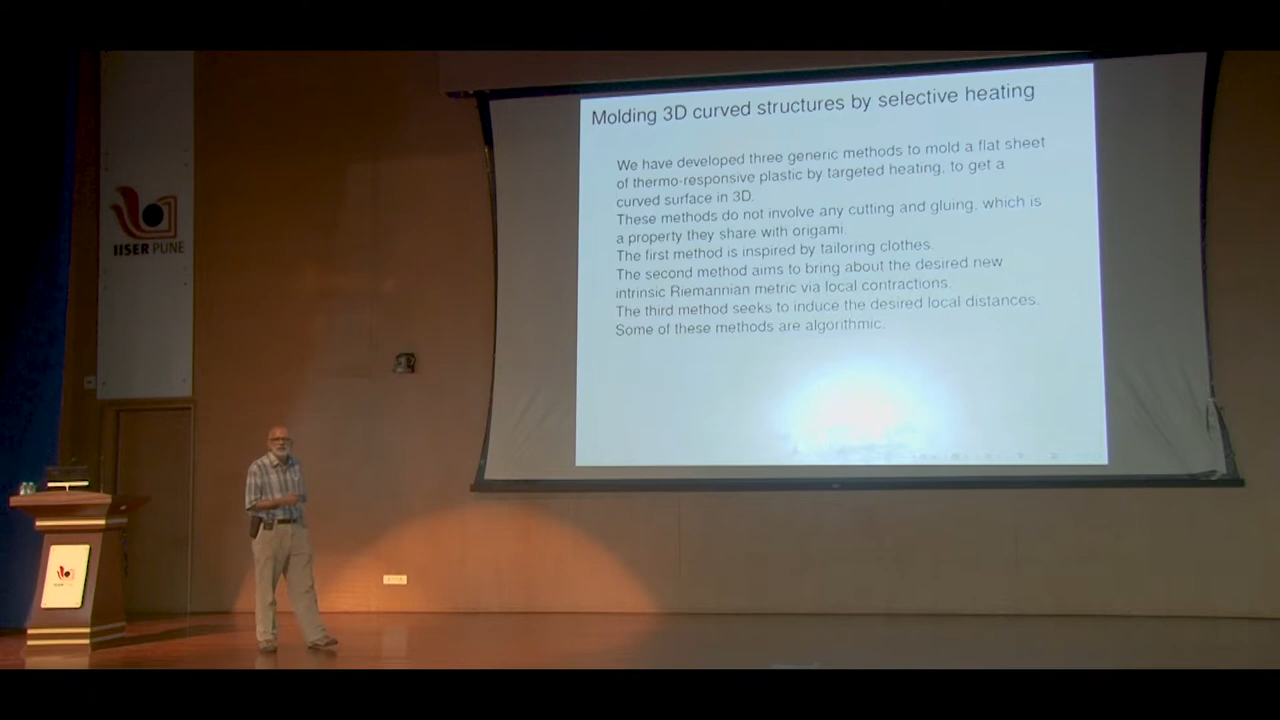 Molding 3D curved structures by selective heating
We have developed three generic methods to mold a flat sheet
of thermo-responsive plastic by targeted heating, to get a
curved surface in 3D.
These methods do not involve any cutting and gluing, which is
a property they share with origami.
The first method is inspired by tailoring clothes.
The second method aims to bring about the desired new
intrinsic Riemannian metric via local contractions.
The third method seeks to induce the desired local distances.
Some of these methods are algorithmic.
IISER PUNE